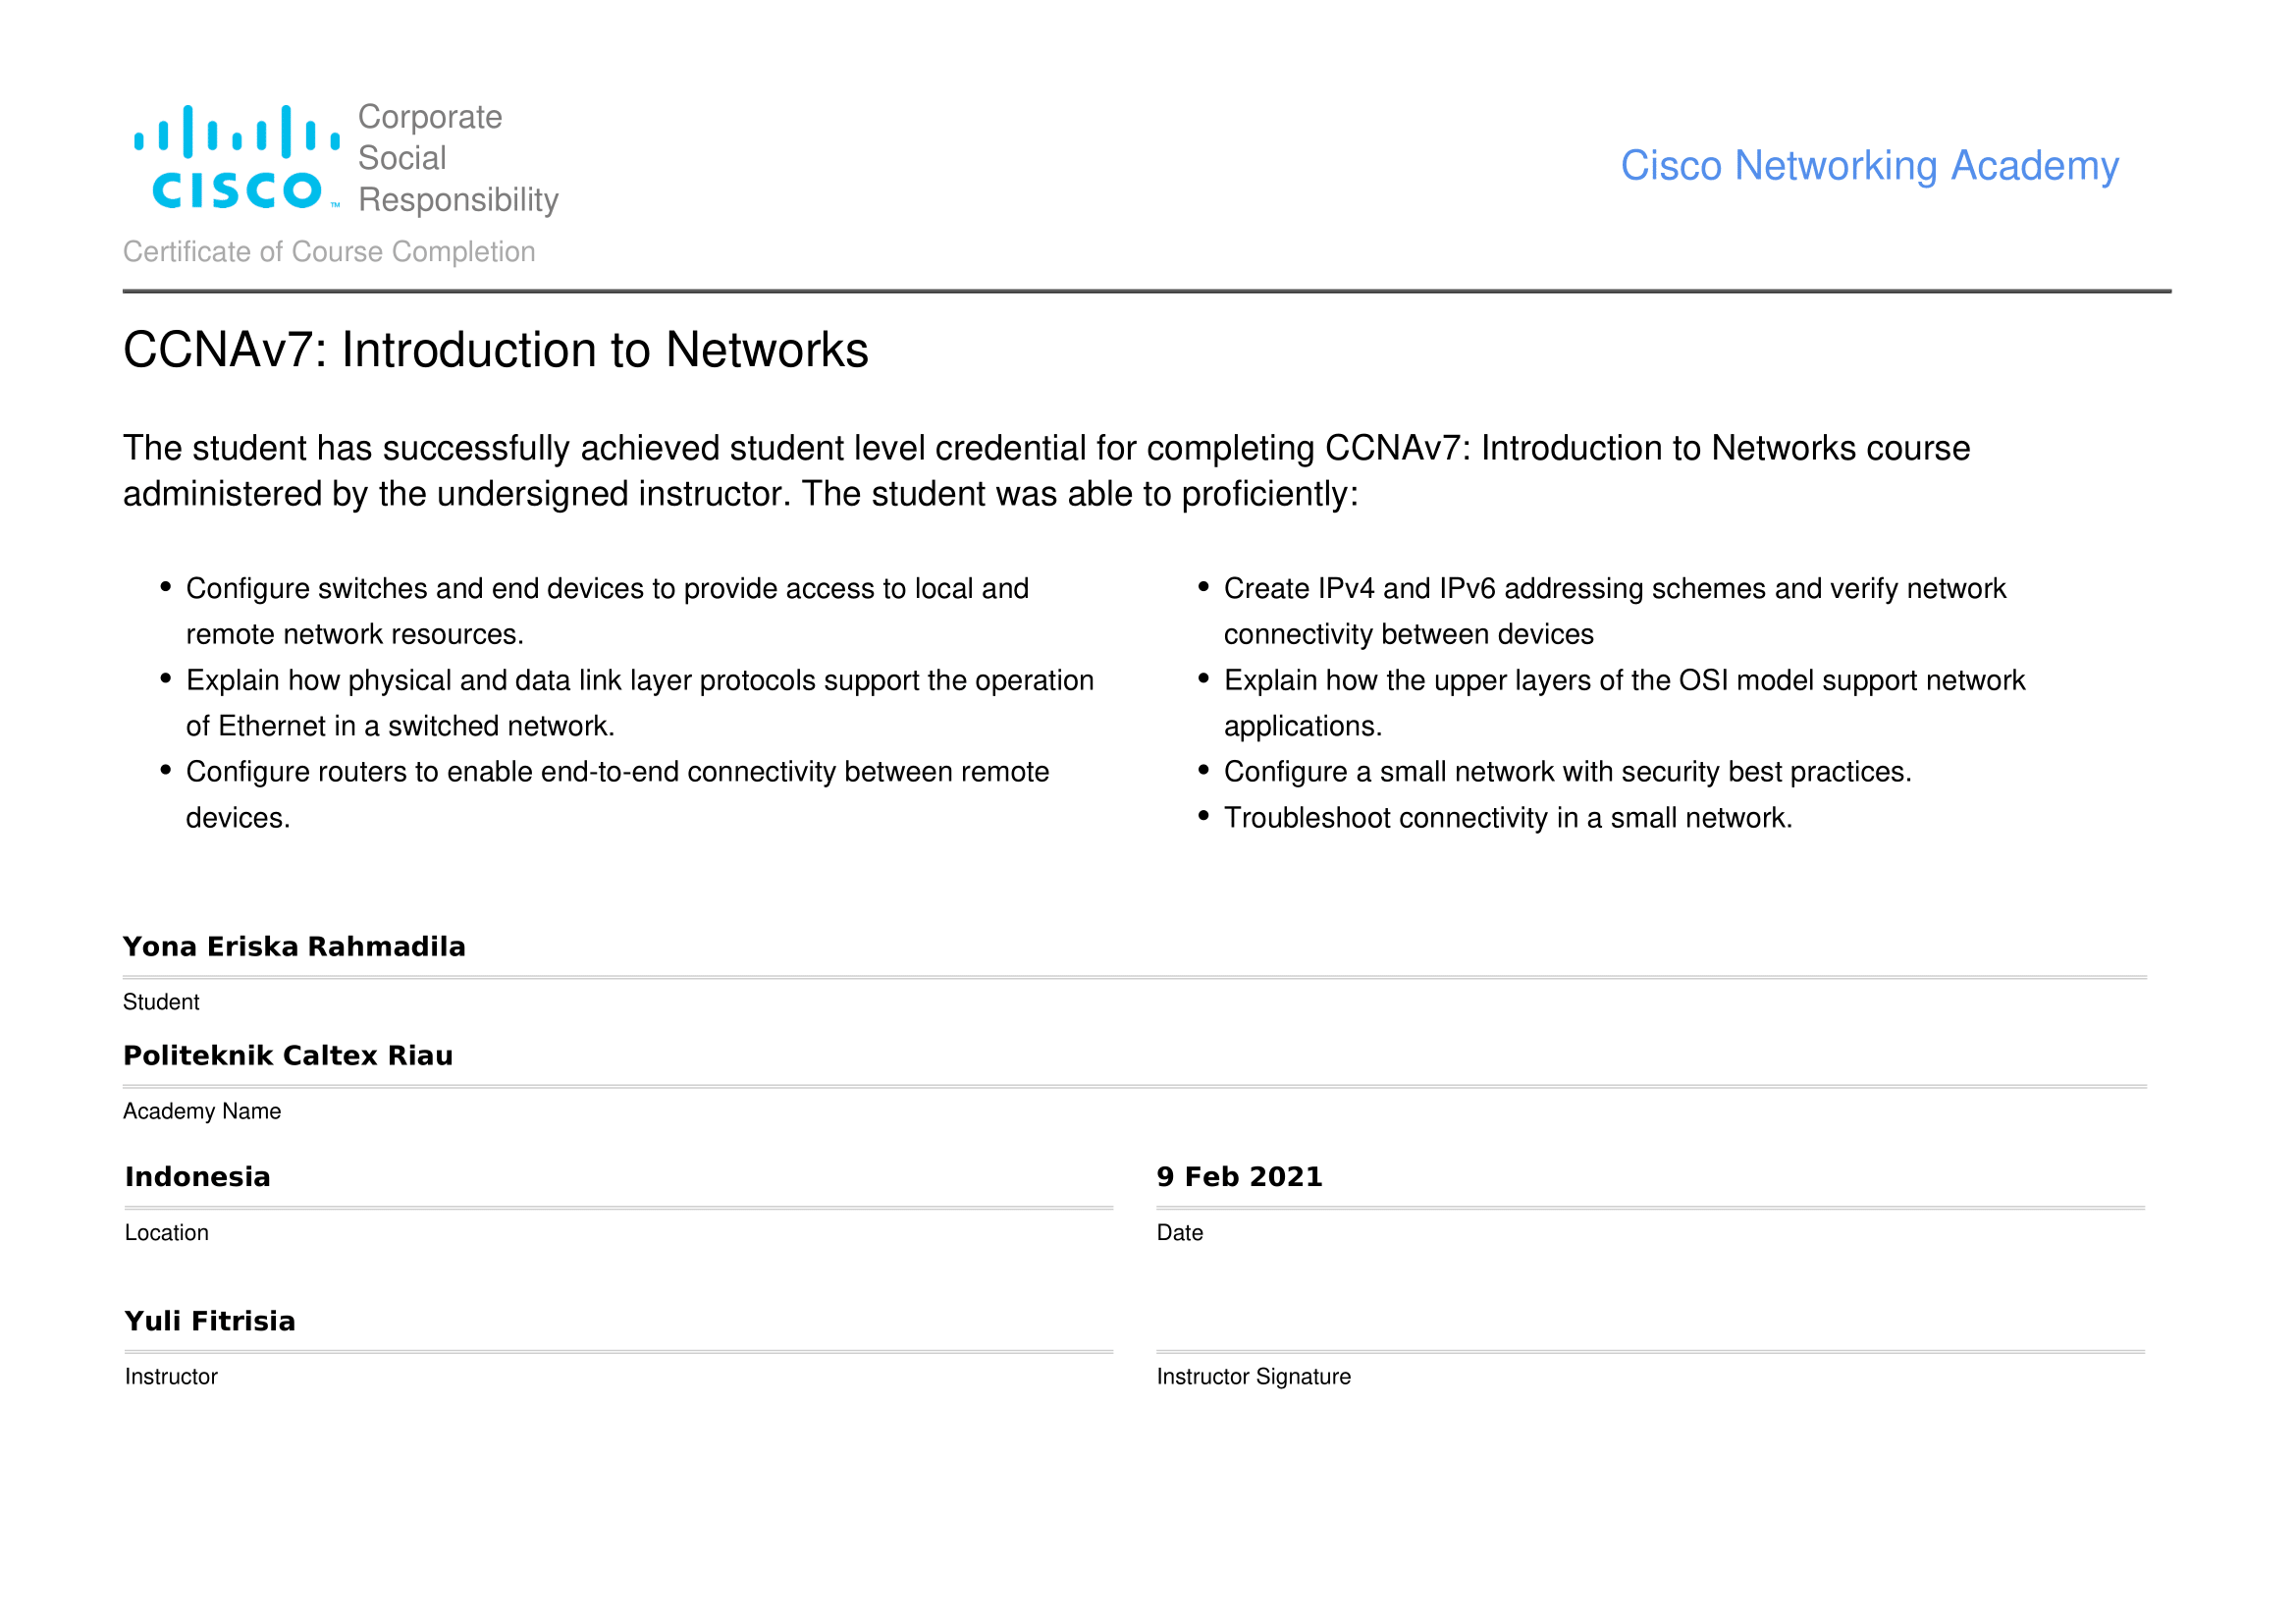 CISCO™
Corporate
Social
Responsibility
Cisco Networking Academy
Certificate of Course Completion
CCNAv7: Introduction to Networks
The student has successfully achieved student level credential for completing CCNAv7: Introduction to Networks course
administered by the undersigned instructor. The student was able to proficiently:
• Configure switches and end devices to provide access to local and
remote network resources.
• Explain how physical and data link layer protocols support the operation
of Ethernet in a switched network.
• Configure routers to enable end-to-end connectivity between remote
devices.
• Create IPv4 and IPv6 addressing schemes and verify network
connectivity between devices
• Explain how the upper layers of the OSI model support network
applications.
• Configure a small network with security best practices.
• Troubleshoot connectivity in a small network.
Yona Eriska Rahmadila
Student
Politeknik Caltex Riau
Academy Name
Indonesia
Location
9 Feb 2021
Date
Yuli Fitrisia
Instructor
Instructor Signature